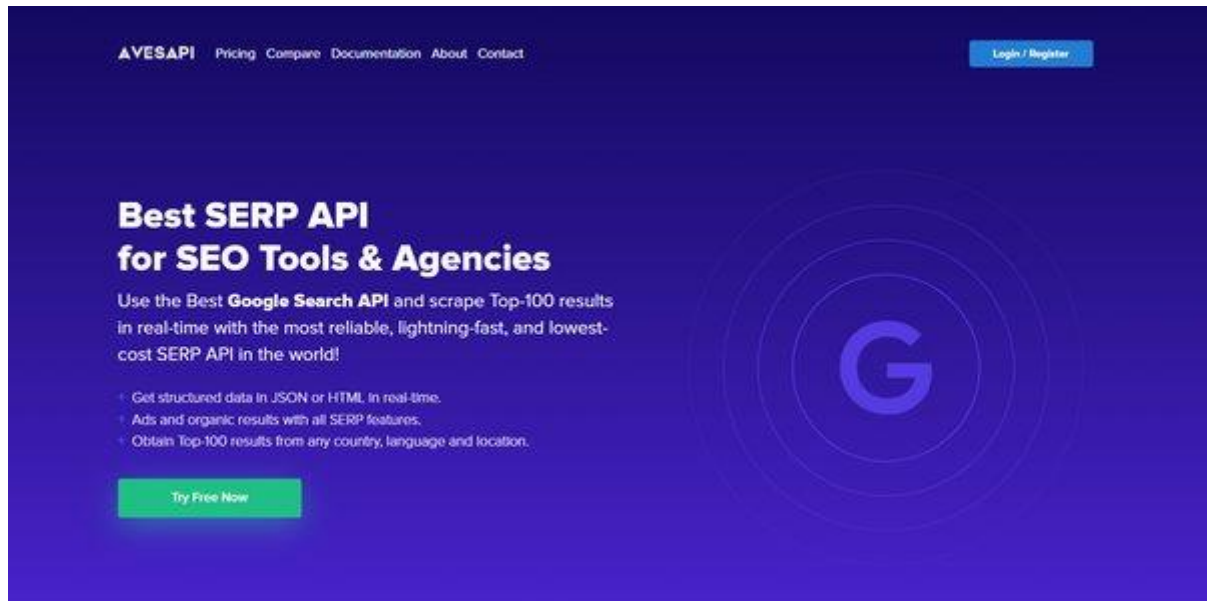 AVESAPI Pricing Compare Documentation About Contact
Login / Register
Best SERP API
for SEO Tools & Agencies
Use the Best Google Search API and scrape Top-100 results
in real-time with the most reliable, lightning-fast, and lowest-
cost SERP API in the world!
Get structured data in JSON or HTML in real-time.
Ads and organic results with all SERP features.
Obtain Top-100 results from any country, language and location.
Try Free Now
G